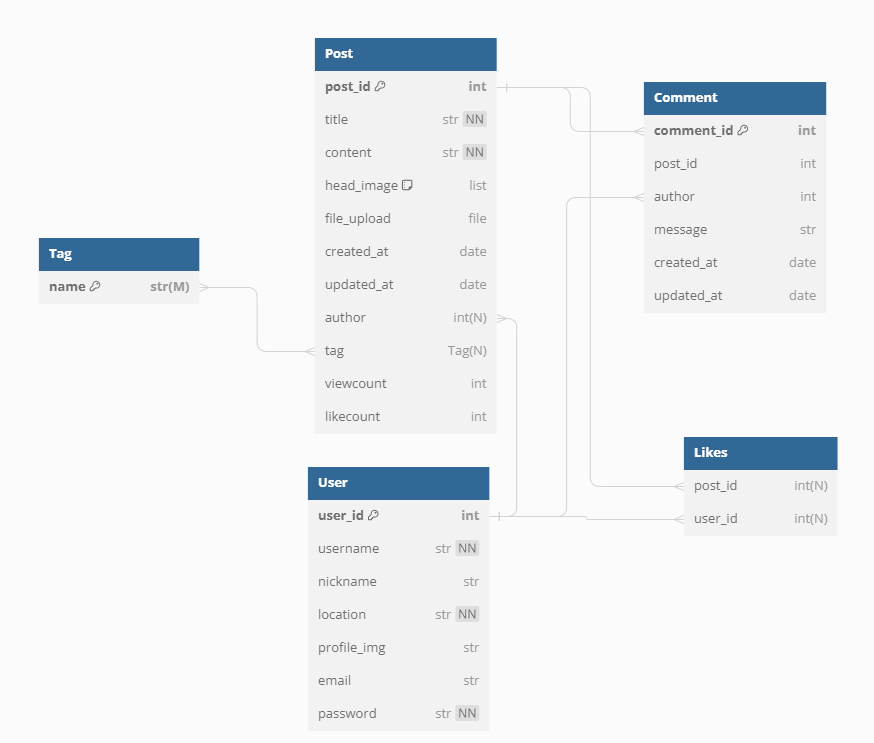 Post
post_id int
title str NN
content str NN
head_image list
file_upload file
created_at date
updated_at date
author int(N)
tag Tag(N)
viewcount int
likecount int
Comment
comment_id int
post_id int
author int
message str
created_at date
updated_at date
Tag
name str(M)
User
user_id int
username str NN
nickname str
location str NN
profile_img str
email str
password str NN
Likes
post_id int(N)
user_id int(N)